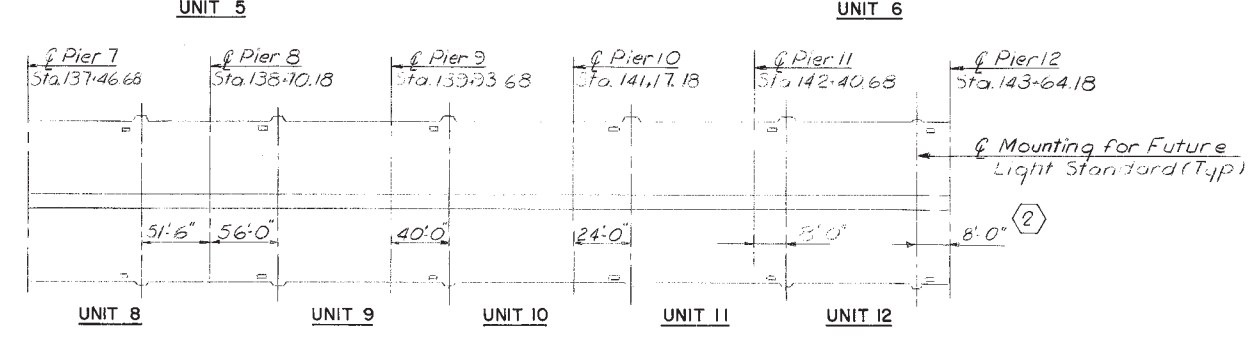 UNIT 5
UNIT 6
℄ Pier 7
Sta.137+46.68
℄ Pier 8
Sta.138+70.18
℄ Pier 9
Sta.139+93.68
℄ Pier 10
Sta.141+17.18
℄ Pier 11
Sta.142+40.68
℄ Pier 12
Sta.143+64.18
℄ Mounting for Future
Light Standard (Typ)
51'-6"
56'-0"
40'-0"
24'-0"
8'-0"
8'-0"
2
UNIT 8
UNIT 9
UNIT 10
UNIT 11
UNIT 12